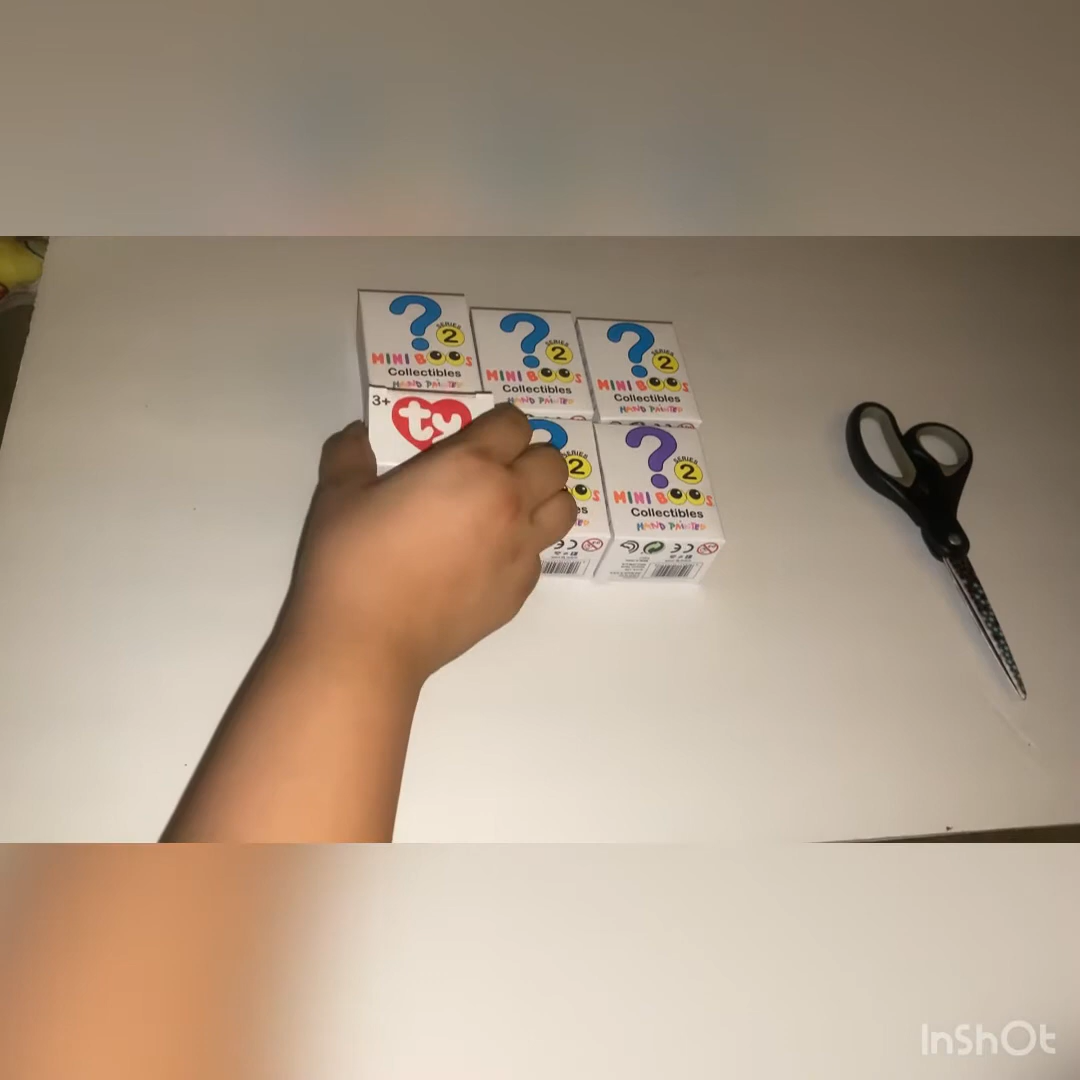 ?
SERIES
2
MINI BOOS
Collectibles
HAND PAINTED
?
SERIES
2
MINI BOOS
Collectibles
HAND PAINTED
?
SERIES
2
MINI BOOS
Collectibles
HAND PAINTED
3+
ty
?
SERIES
2
?
SERIES
2
MINI BOOS
Collectibles
HAND PAINTED
CE
InShOt